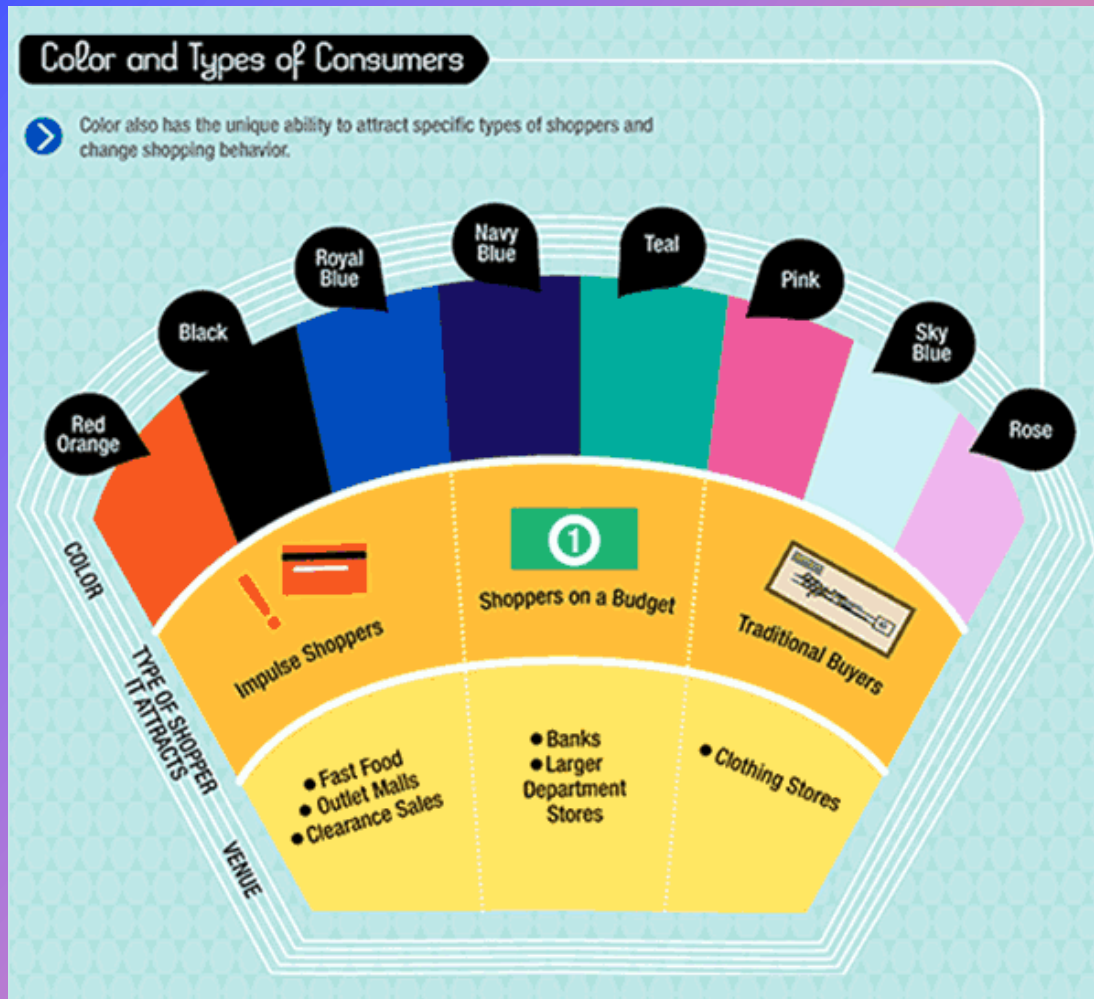 Color and Types of Consumers
Color also has the unique ability to attract specific types of shoppers and
change shopping behavior.
Red
Orange
Black
Royal
Blue
Navy
Blue
Teal
Pink
Sky
Blue
Rose
COLOR
Impulse Shoppers
1
Shoppers on a Budget
Traditional Buyers
TYPE OF SHOPPER
IT ATTRACTS
● Fast Food
● Outlet Malls
● Clearance Sales
● Banks
● Larger
Department
Stores
● Clothing Stores
VENUE